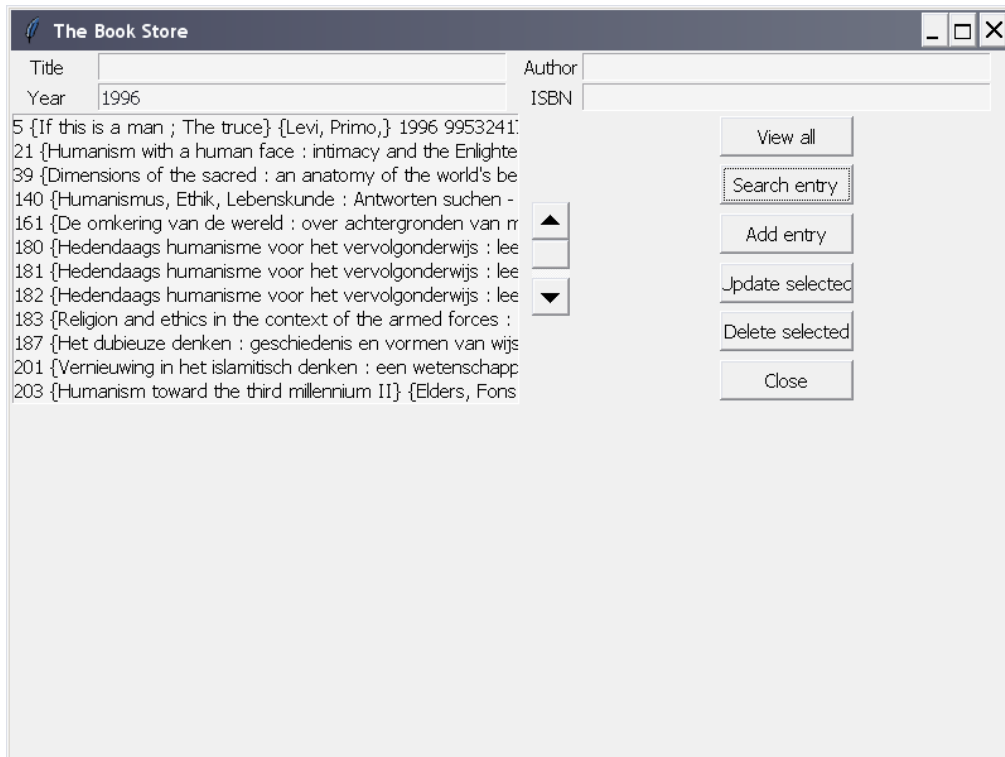 The Book Store
Title Author
Year 1996 ISBN
5 {If this is a man ; The truce} {Levi, Primo,} 1996 9953241
21 {Humanism with a human face : intimacy and the Enlighte
39 {Dimensions of the sacred : an anatomy of the world's be
140 {Humanismus, Ethik, Lebenskunde : Antworten suchen -
161 {De omkering van de wereld : over achtergronden van m
180 {Hedendaags humanisme voor het vervolgonderwijs : lee
181 {Hedendaags humanisme voor het vervolgonderwijs : lee
182 {Hedendaags humanisme voor het vervolgonderwijs : lee
183 {Religion and ethics in the context of the armed forces :
187 {Het dubieuze denken : geschiedenis en vormen van wijs
201 {Vernieuwing in het islamitisch denken : een wetenschapp
203 {Humanism toward the third millennium II} {Elders, Fons
View all
Search entry
Add entry
Update selected
Delete selected
Close